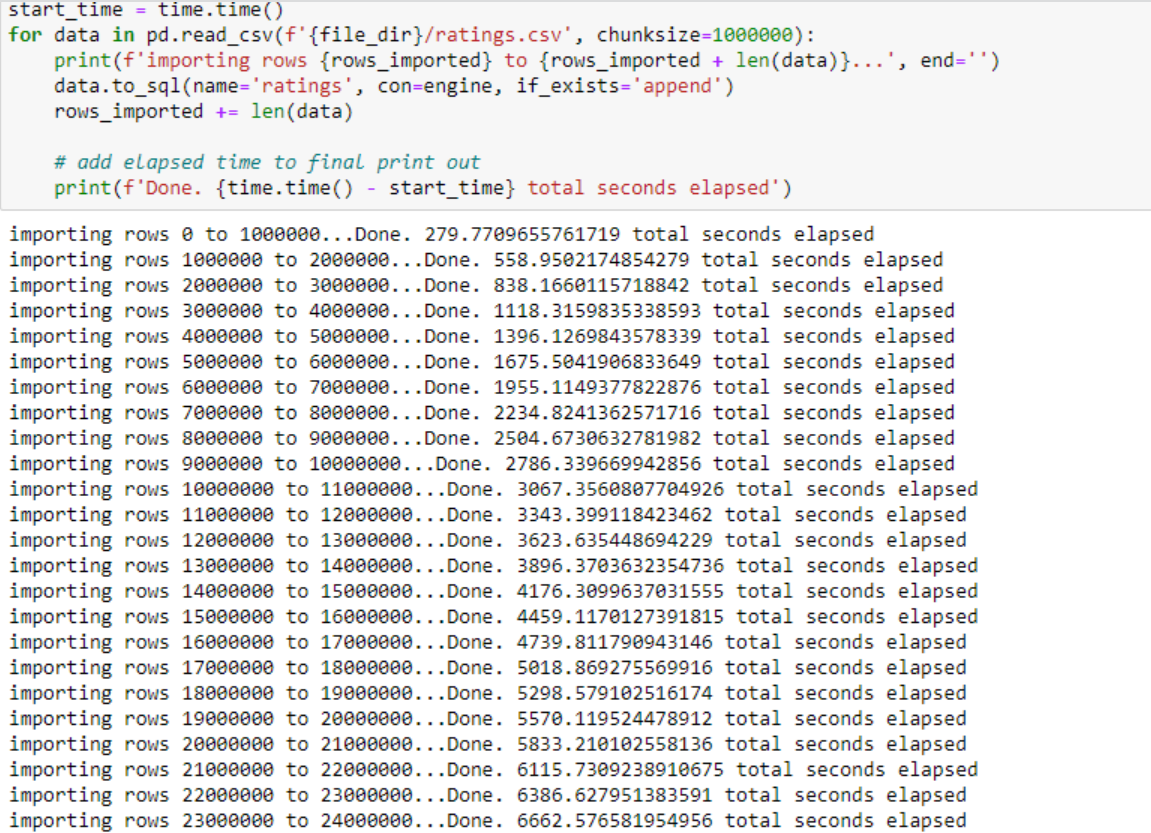 start_time = time.time()
for data in pd.read_csv(f'{file_dir}/ratings.csv', chunksize=1000000):
    print(f'importing rows {rows_imported} to {rows_imported + len(data)}...', end='')
    data.to_sql(name='ratings', con=engine, if_exists='append')
    rows_imported += len(data)
    # add elapsed time to final print out
    print(f'Done. {time.time() - start_time} total seconds elapsed')
importing rows 0 to 1000000...Done. 279.7709655761719 total seconds elapsed
importing rows 1000000 to 2000000...Done. 558.9502174854279 total seconds elapsed
importing rows 2000000 to 3000000...Done. 838.1660115718842 total seconds elapsed
importing rows 3000000 to 4000000...Done. 1118.3159835338593 total seconds elapsed
importing rows 4000000 to 5000000...Done. 1396.1269843578339 total seconds elapsed
importing rows 5000000 to 6000000...Done. 1675.5041906833649 total seconds elapsed
importing rows 6000000 to 7000000...Done. 1955.1149377822876 total seconds elapsed
importing rows 7000000 to 8000000...Done. 2234.8241362571716 total seconds elapsed
importing rows 8000000 to 9000000...Done. 2504.6730632781982 total seconds elapsed
importing rows 9000000 to 10000000...Done. 2786.339669942856 total seconds elapsed
importing rows 10000000 to 11000000...Done. 3067.3560807704926 total seconds elapsed
importing rows 11000000 to 12000000...Done. 3343.399118423462 total seconds elapsed
importing rows 12000000 to 13000000...Done. 3623.635448694229 total seconds elapsed
importing rows 13000000 to 14000000...Done. 3896.3703632354736 total seconds elapsed
importing rows 14000000 to 15000000...Done. 4176.3099637031555 total seconds elapsed
importing rows 15000000 to 16000000...Done. 4459.1170127391815 total seconds elapsed
importing rows 16000000 to 17000000...Done. 4739.811790943146 total seconds elapsed
importing rows 17000000 to 18000000...Done. 5018.869275569916 total seconds elapsed
importing rows 18000000 to 19000000...Done. 5298.579102516174 total seconds elapsed
importing rows 19000000 to 20000000...Done. 5570.119524478912 total seconds elapsed
importing rows 20000000 to 21000000...Done. 5833.210102558136 total seconds elapsed
importing rows 21000000 to 22000000...Done. 6115.7309238910675 total seconds elapsed
importing rows 22000000 to 23000000...Done. 6386.627951383591 total seconds elapsed
importing rows 23000000 to 24000000...Done. 6662.576581954956 total seconds elapsed